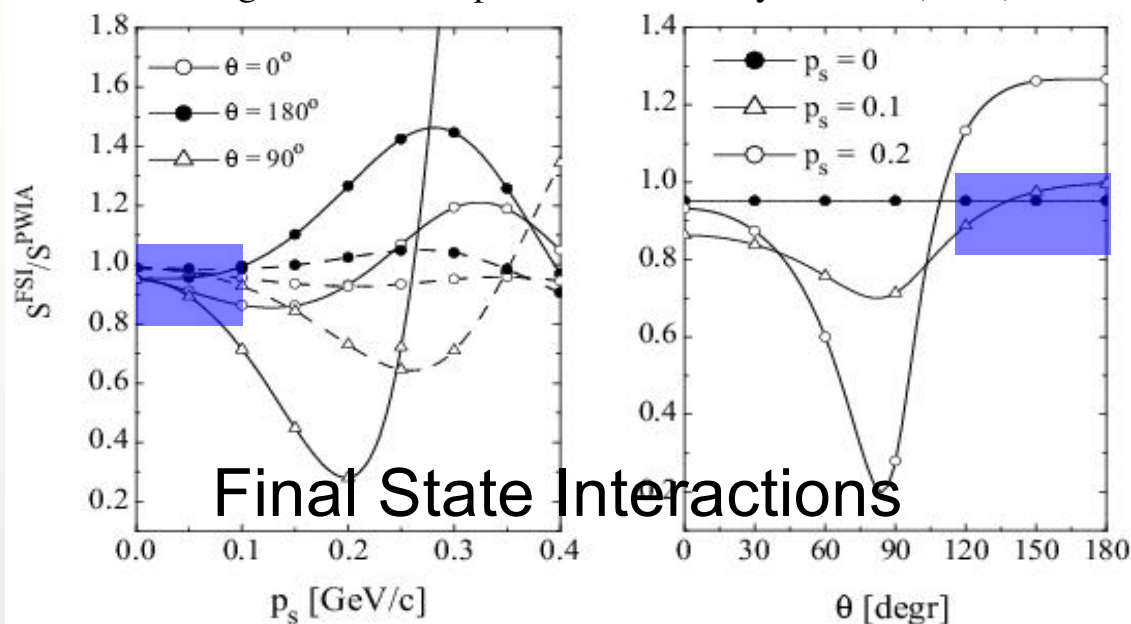 1.8
1.6
1.4
1.2
1.0
0.8
0.6
0.4
0.2
0.0 0.1 0.2 0.3 0.4
S^FSI/S^PWIA
p_s [GeV/c]
θ = 0°
θ = 180°
θ = 90°
1.4
1.2
1.0
0.8
0.6
0.4
0 30 60 90 120 150 180
θ [degr]
p_s = 0
p_s = 0.1
p_s = 0.2
Final State Interactions